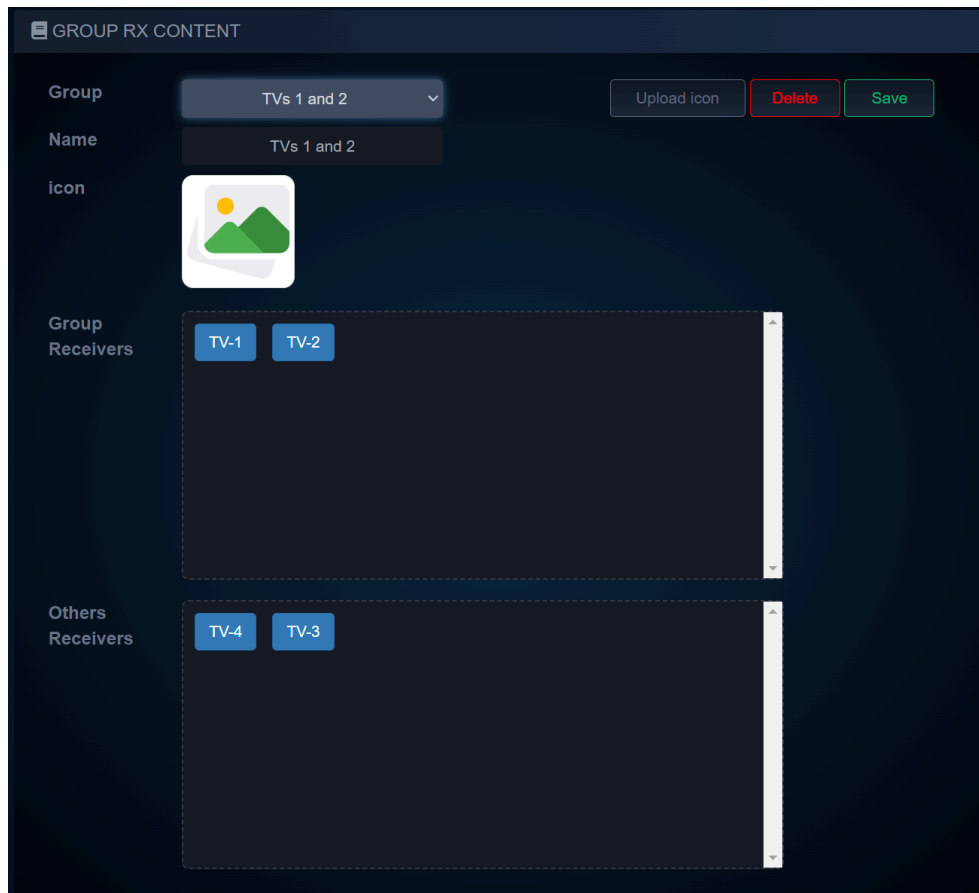 GROUP RX CONTENT
Group
TVs 1 and 2
Upload icon
Delete
Save
Name
TVs 1 and 2
icon
Group
Receivers
TV-1
TV-2
Others
Receivers
TV-4
TV-3